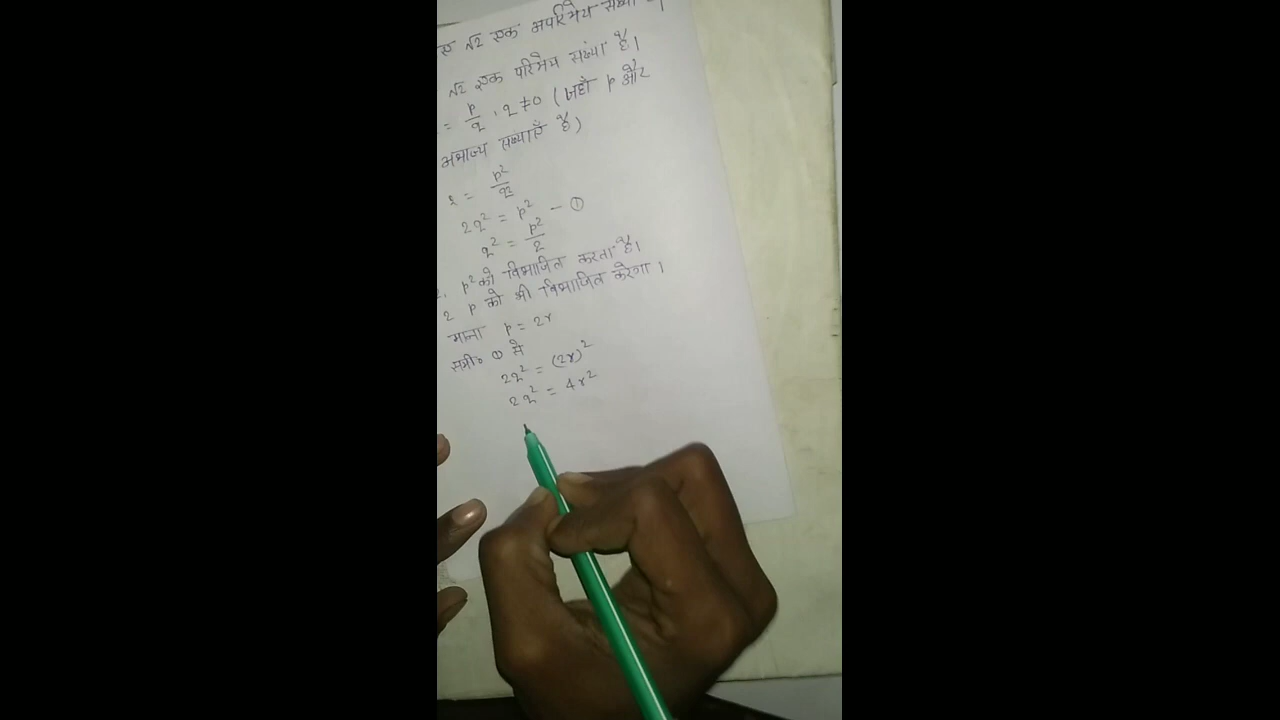 √2 एक अपरिमेय संख्या
√2 एक परिमेय संख्या है।
= p/q , q ≠ 0 (जहाँ p और
अभाज्य संख्याएँ है)
2 = p²/q²
2q² = p² — ①
q² = p²/2
2, p² को विभाजित करता है।
2 p को भी विभाजित करेगा।
माना p = 2r
समी० ① से
2q² = (2r)²
2q² = 4r²